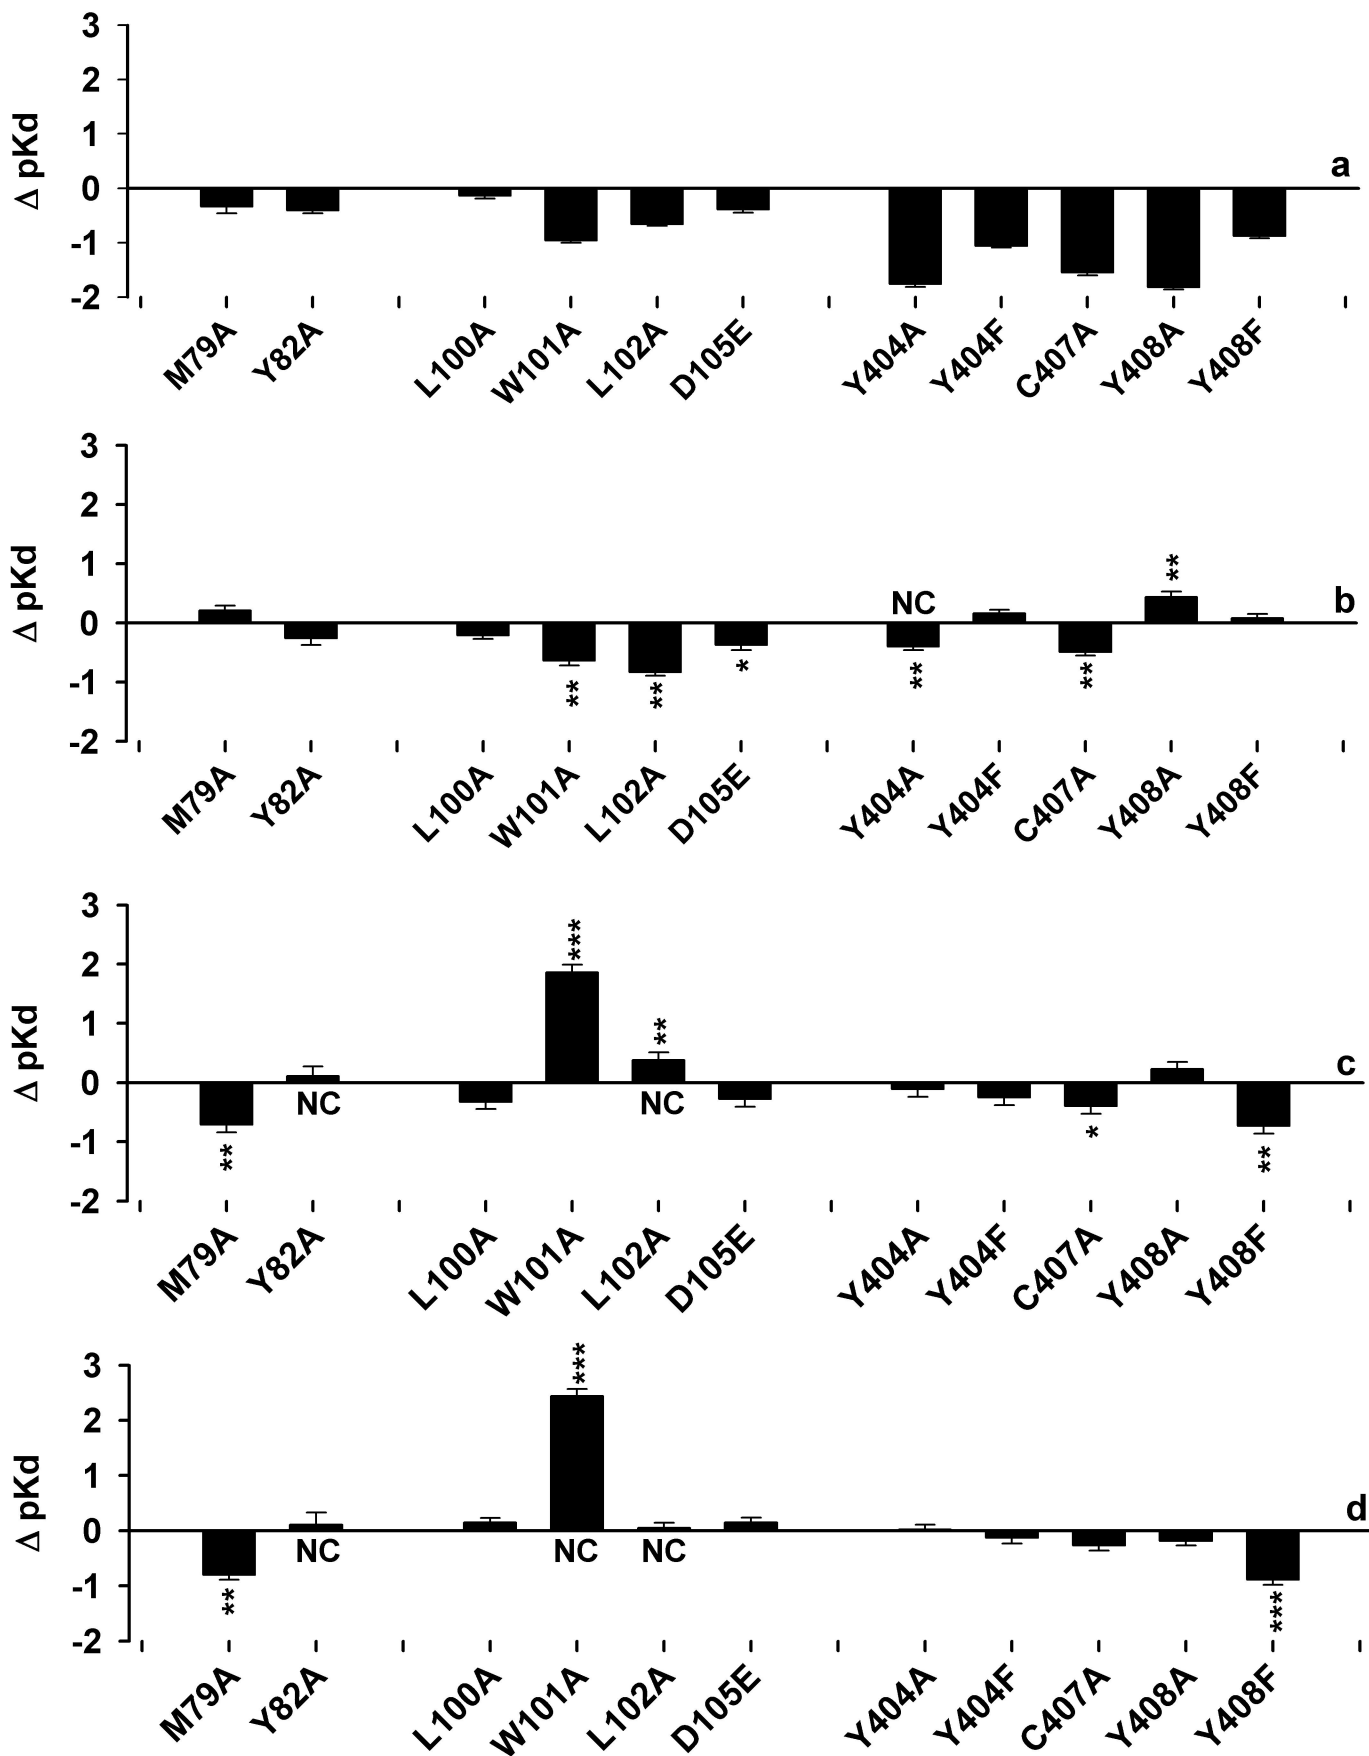 3
2
1
0
-1
-2
Δ pKd
a
M79A Y82A L100A W101A L102A D105E Y404A Y404F C407A Y408A Y408F
3
2
1
0
-1
-2
Δ pKd
NC
**
b
** ** * ** **
M79A Y82A L100A W101A L102A D105E Y404A Y404F C407A Y408A Y408F
3
2
1
0
-1
-2
Δ pKd
***
**
c
NC NC
** * **
M79A Y82A L100A W101A L102A D105E Y404A Y404F C407A Y408A Y408F
3
2
1
0
-1
-2
Δ pKd
***
d
NC NC NC
** ***
M79A Y82A L100A W101A L102A D105E Y404A Y404F C407A Y408A Y408F